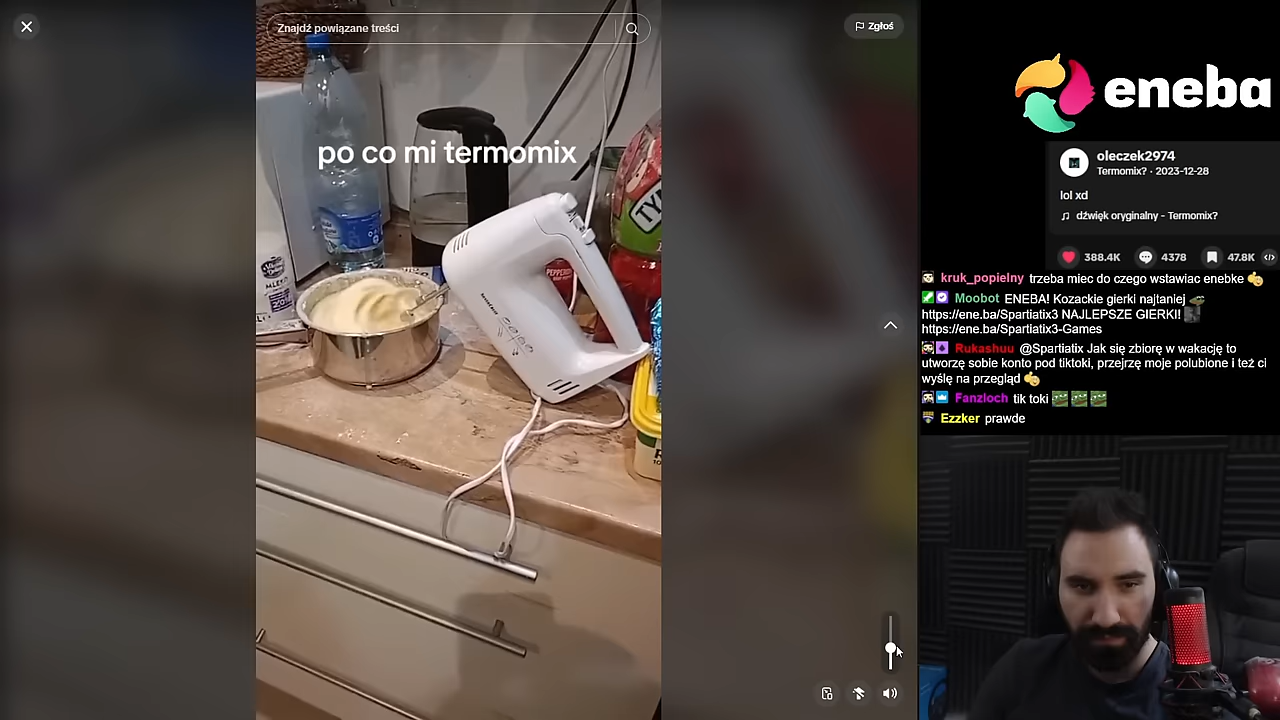 Znajdź powiązane treści
Zgłoś
po co mi termomix
TY
PEPPERONI
eneba
oleczek2974
Termomix? · 2023-12-28
lol xd
dźwięk oryginalny - Termomix?
388.4K
4378
47.8K
kruk_popielny trzeba miec do czego wstawiac enebke
Moobot ENEBA! Kozackie gierki najtaniej
https://ene.ba/Spartiatix3 NAJLEPSZE GIERKI!
https://ene.ba/Spartiatix3-Games
Rukashuu @Spartiatix Jak się zbiorę w wakację to
utworzę sobie konto pod tiktoki, przejrzę moje polubione i też ci
wyślę na przegląd
Fanzloch tik toki
Ezzker prawde